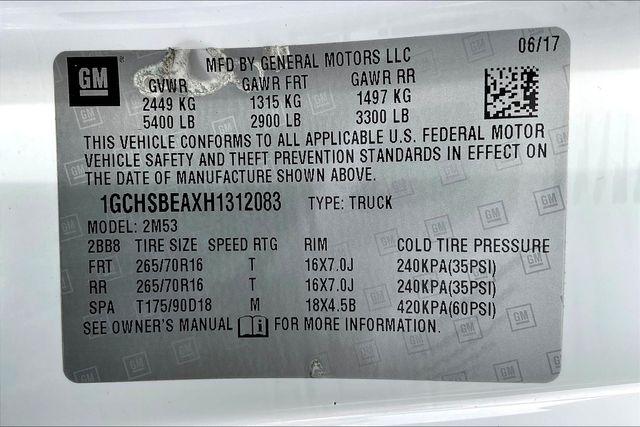 GM
MFD BY GENERAL MOTORS LLC 06/17
GVWR GAWR FRT GAWR RR
2449 KG 1315 KG 1497 KG
5400 LB 2900 LB 3300 LB
THIS VEHICLE CONFORMS TO ALL APPLICABLE U.S. FEDERAL MOTOR
VEHICLE SAFETY AND THEFT PREVENTION STANDARDS IN EFFECT ON
THE DATE OF MANUFACTURE SHOWN ABOVE.
1GCHSBEAXH1312083 TYPE: TRUCK
MODEL: 2M53
2BB8 TIRE SIZE SPEED RTG RIM COLD TIRE PRESSURE
FRT 265/70R16 T 16X7.0J 240KPA(35PSI)
RR 265/70R16 T 16X7.0J 240KPA(35PSI)
SPA T175/90D18 M 18X4.5B 420KPA(60PSI)
SEE OWNER'S MANUAL FOR MORE INFORMATION.